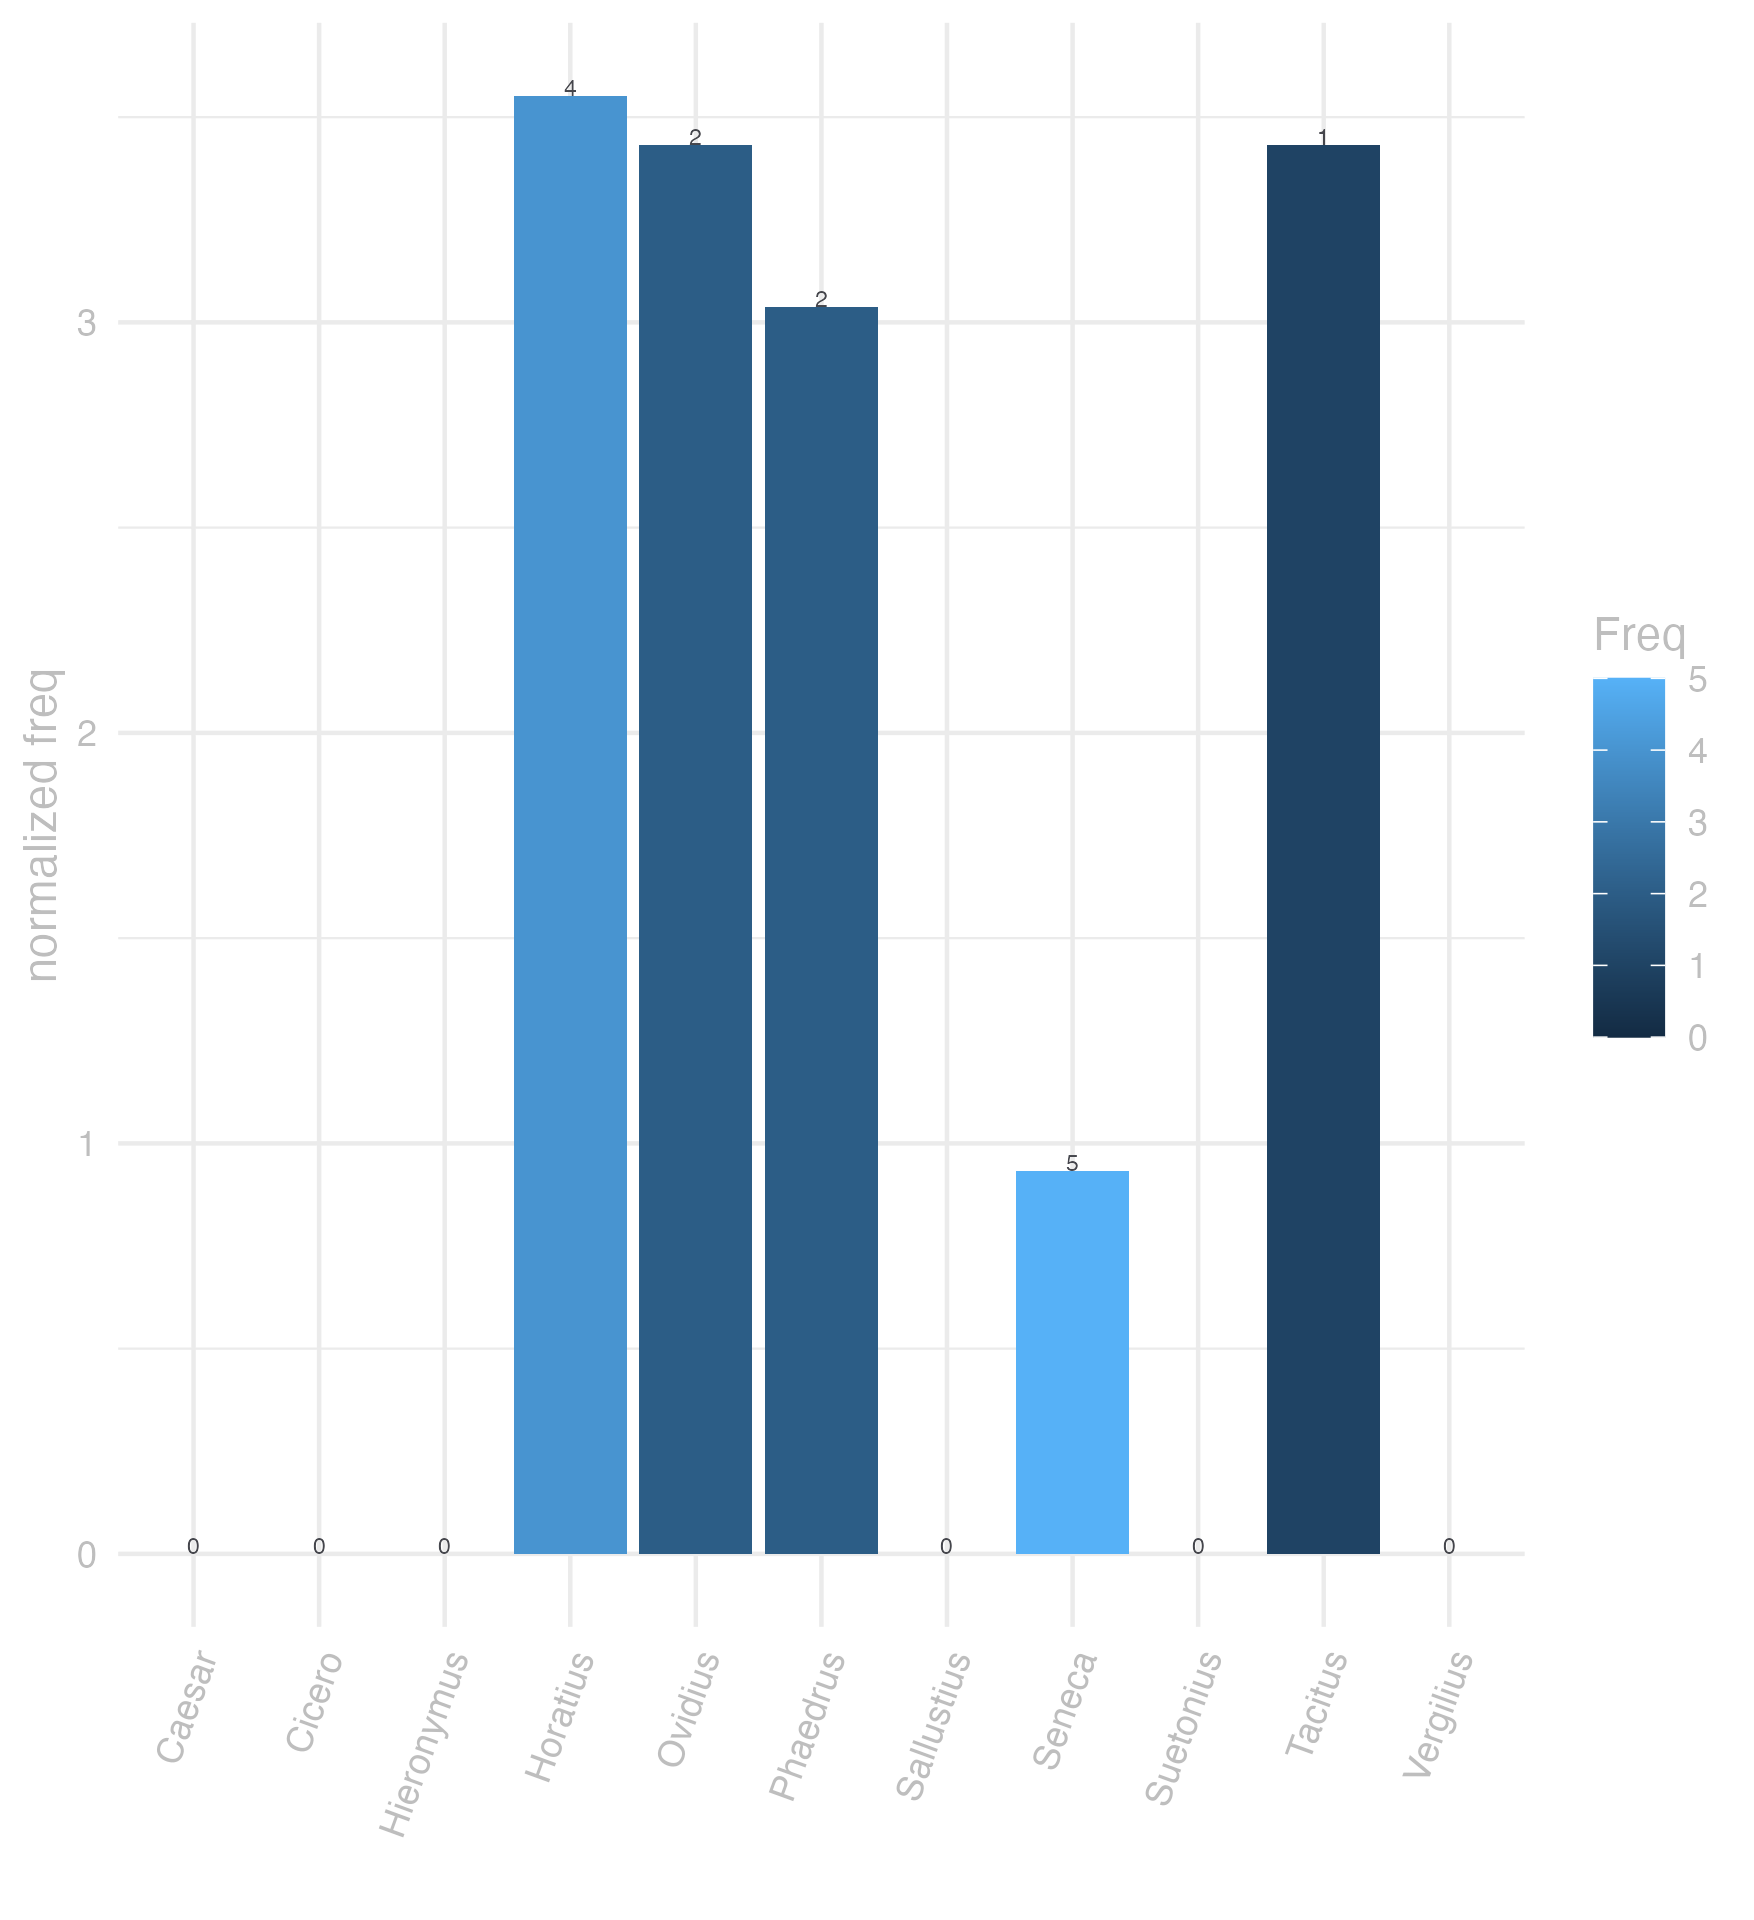 4
2
1
2
3
2
1
0
5
0
0
0
0
0
0
normalized freq
Freq
5
4
3
2
1
0
Caesar
Cicero
Hieronymus
Horatius
Ovidius
Phaedrus
Sallustius
Seneca
Suetonius
Tacitus
Vergilius